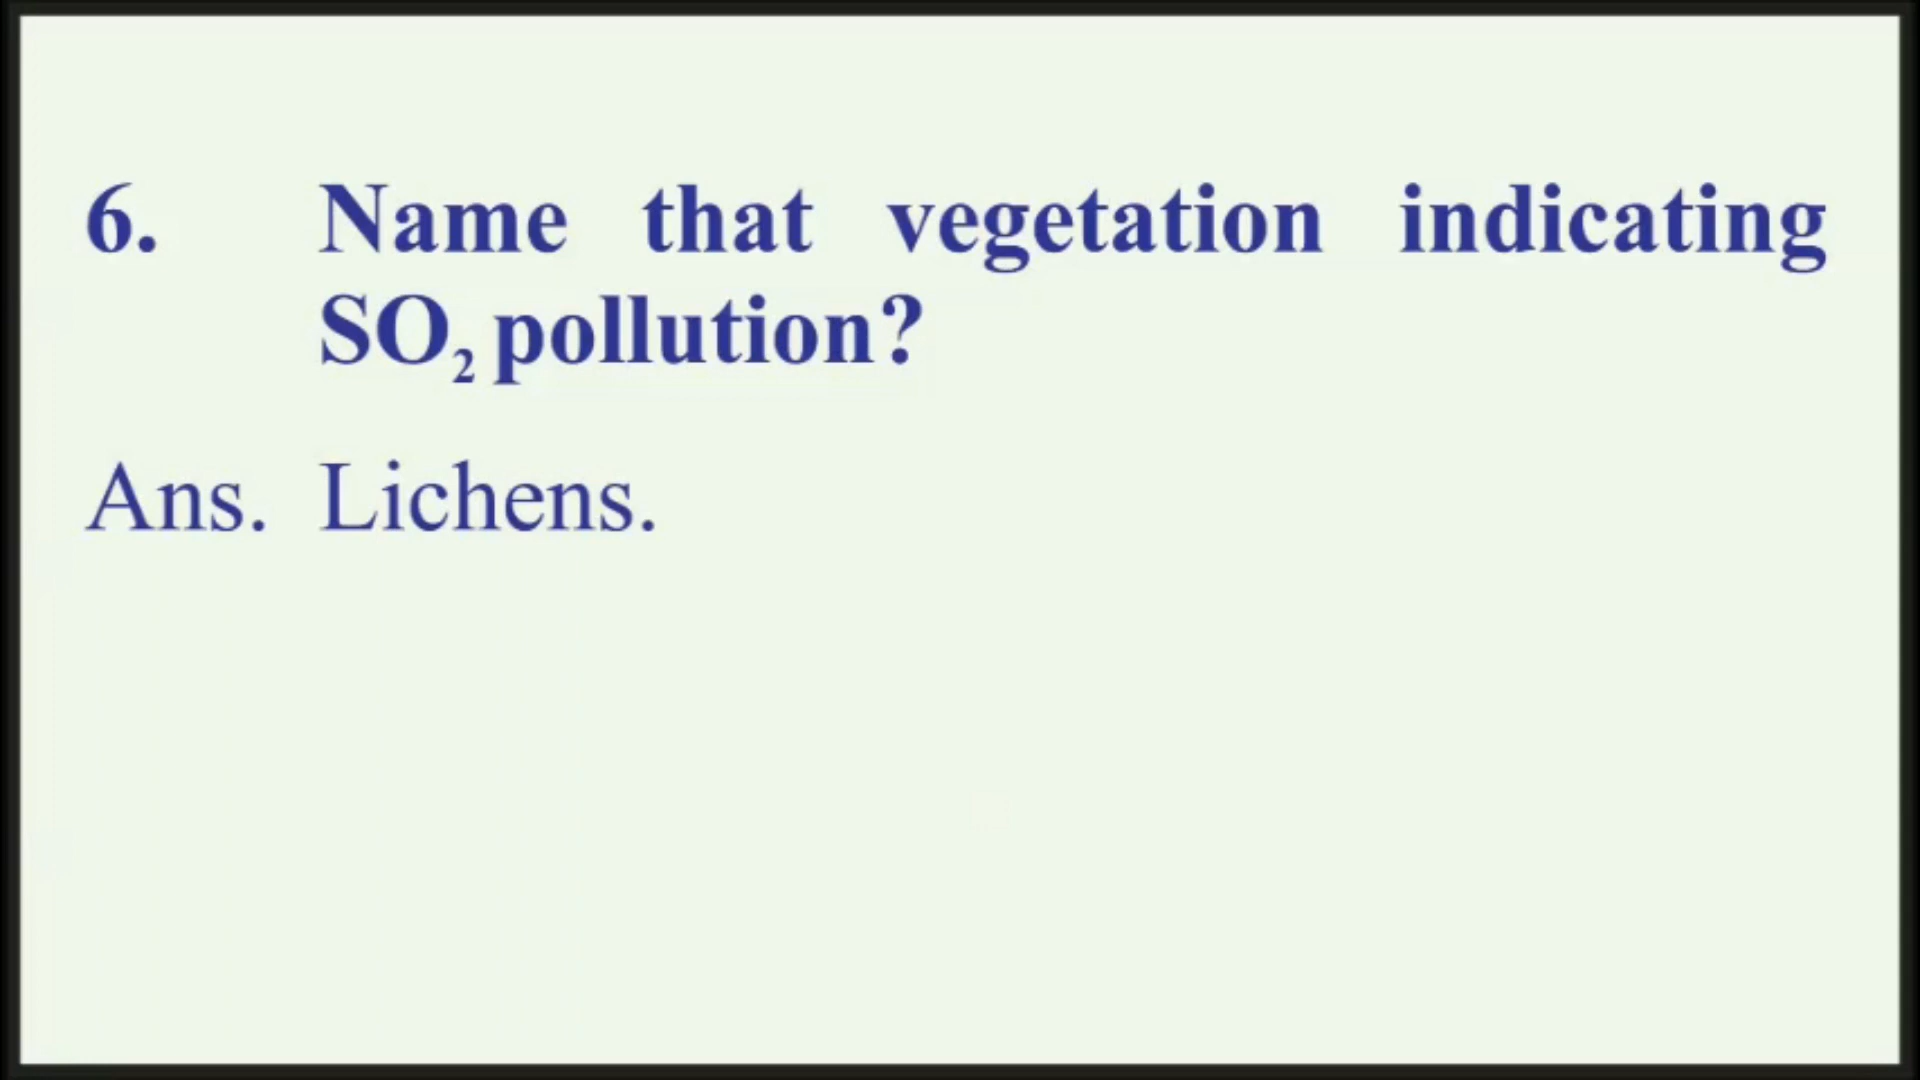 6. Name that vegetation indicating
SO₂ pollution?
Ans. Lichens.